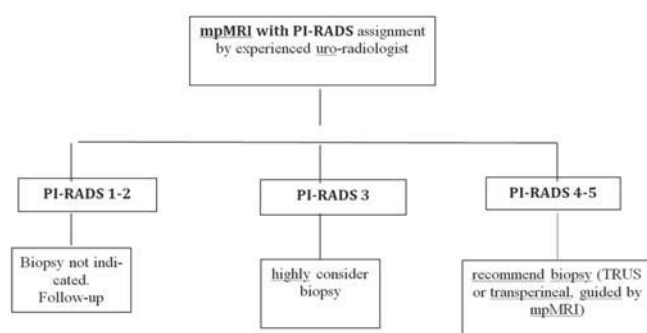 mpMRI with PI-RADS assignment
by experienced uro-radiologist
PI-RADS 1-2
PI-RADS 3
PI-RADS 4-5
Biopsy not indi-
cated.
Follow-up
highly consider
biopsy
recommend biopsy (TRUS
or transperineal, guided by
mpMRI)